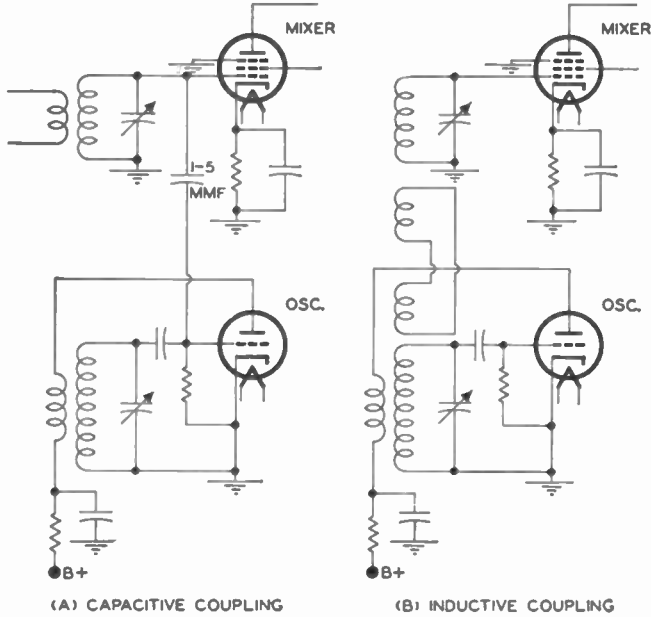 MIXER
1-5
MMF
OSC.
B+
(A) CAPACITIVE COUPLING
MIXER
OSC.
B+
(B) INDUCTIVE COUPLING